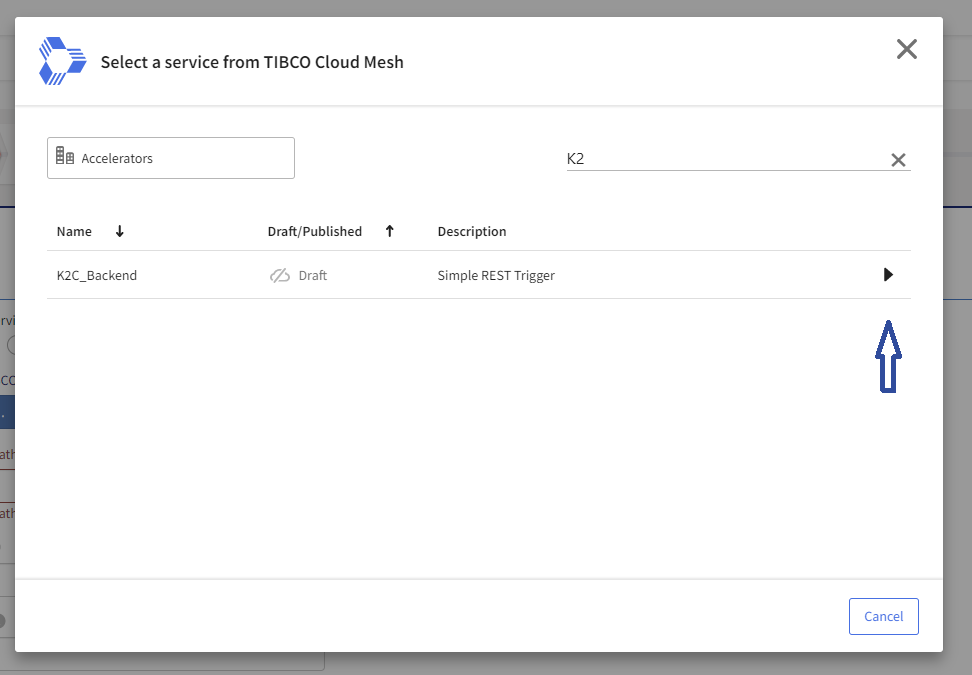 Select a service from TIBCO Cloud Mesh
Accelerators
K2
Name Draft/Published Description
K2C_Backend Draft Simple REST Trigger
Cancel